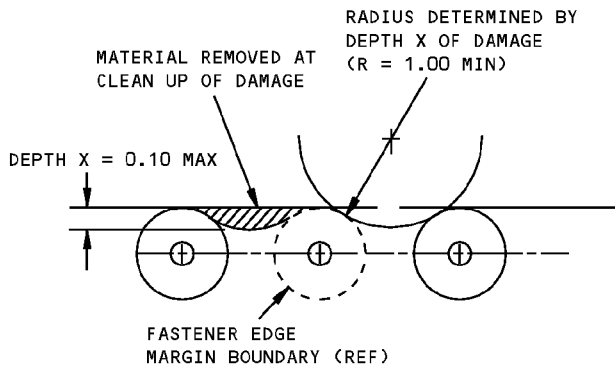 RADIUS DETERMINED BY
DEPTH X OF DAMAGE
(R = 1.00 MIN)
MATERIAL REMOVED AT
CLEAN UP OF DAMAGE
DEPTH X = 0.10 MAX
FASTENER EDGE
MARGIN BOUNDARY (REF)